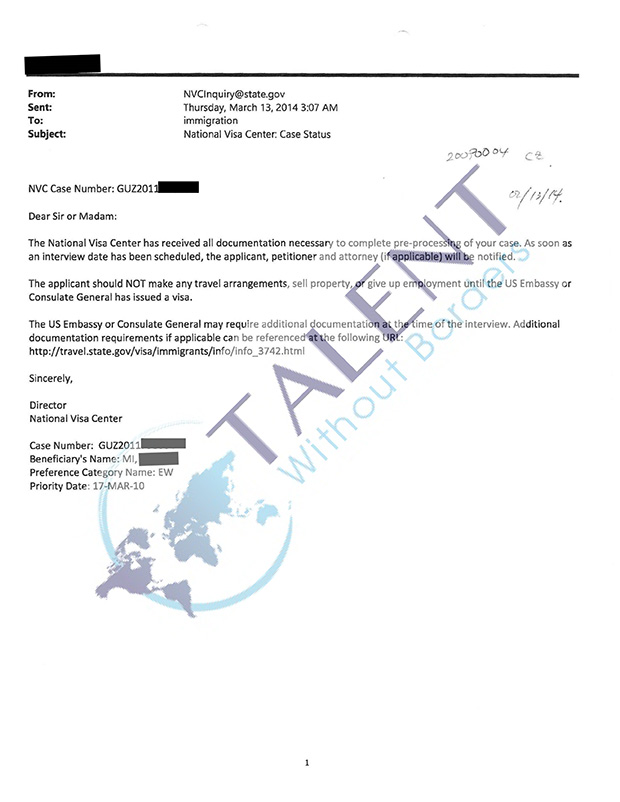 From: NVCInquiry@state.gov
Sent: Thursday, March 13, 2014 3:07 AM
To: immigration
Subject: National Visa Center: Case Status
20090004 CZ
NVC Case Number: GUZ2011
02/13/14.
Dear Sir or Madam:
The National Visa Center has received all documentation necessary to complete pre-processing of your case. As soon as
an interview date has been scheduled, the applicant, petitioner and attorney (if applicable) will be notified.
The applicant should NOT make any travel arrangements, sell property, or give up employment until the US Embassy or
Consulate General has issued a visa.
The US Embassy or Consulate General may require additional documentation at the time of the interview. Additional
documentation requirements if applicable can be referenced at the following URL:
http://travel.state.gov/visa/immigrants/info/info_3742.html
Sincerely,
Director
National Visa Center
Case Number: GUZ2011
Beneficiary's Name: MI,
Preference Category Name: EW
Priority Date: 17-MAR-10
TALENT
Without Borders
1